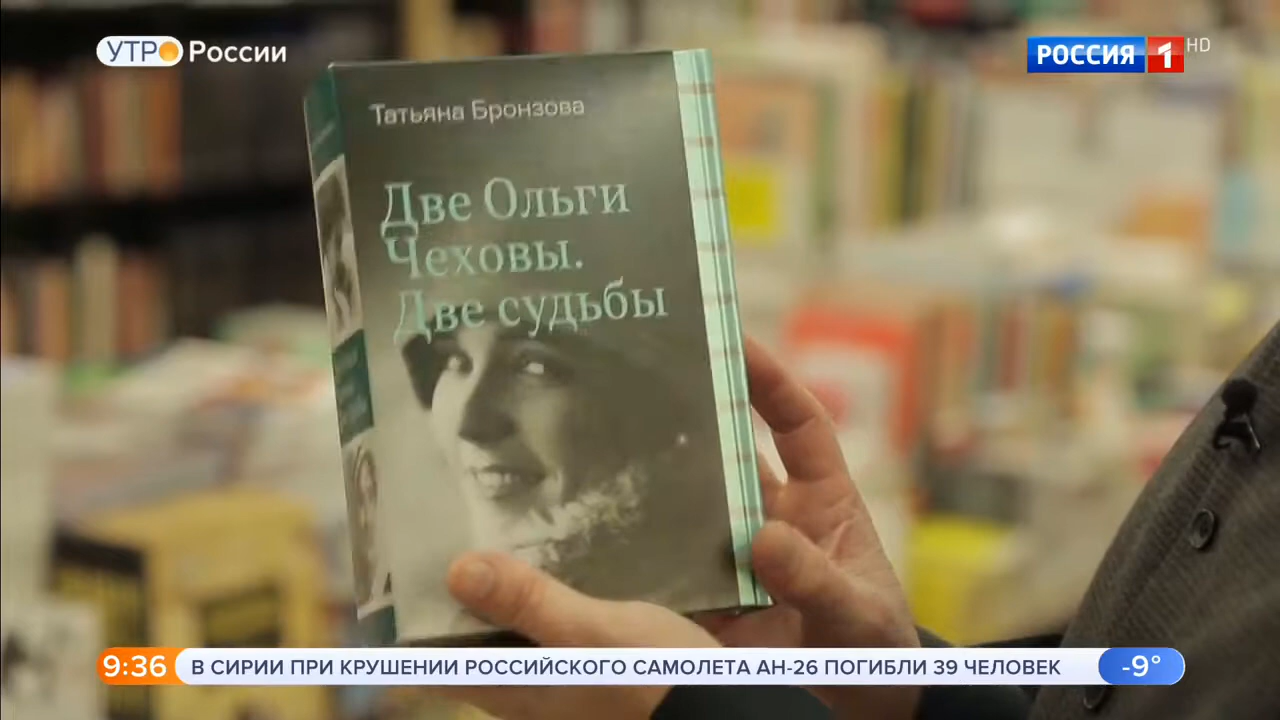 УТРО России
РОССИЯ 1 HD
Татьяна Бронзова
Две Ольги
Чеховы.
Две судьбы
9:36
В СИРИИ ПРИ КРУШЕНИИ РОССИЙСКОГО САМОЛЕТА АН-26 ПОГИБЛИ 39 ЧЕЛОВЕК
-9°